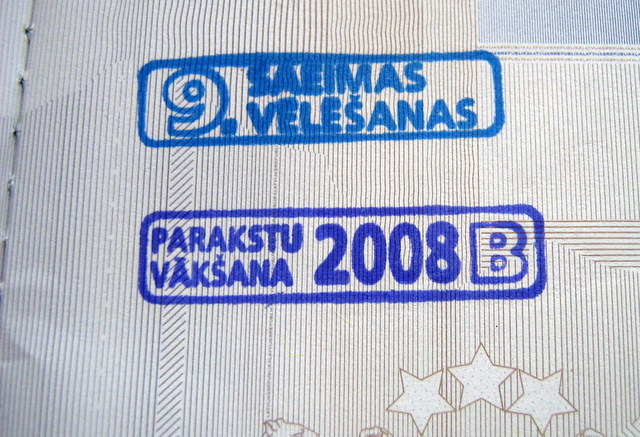 9. SAEIMAS
VĒLĒŠANAS
PARAKSTU
VĀKŠANA 2008 B